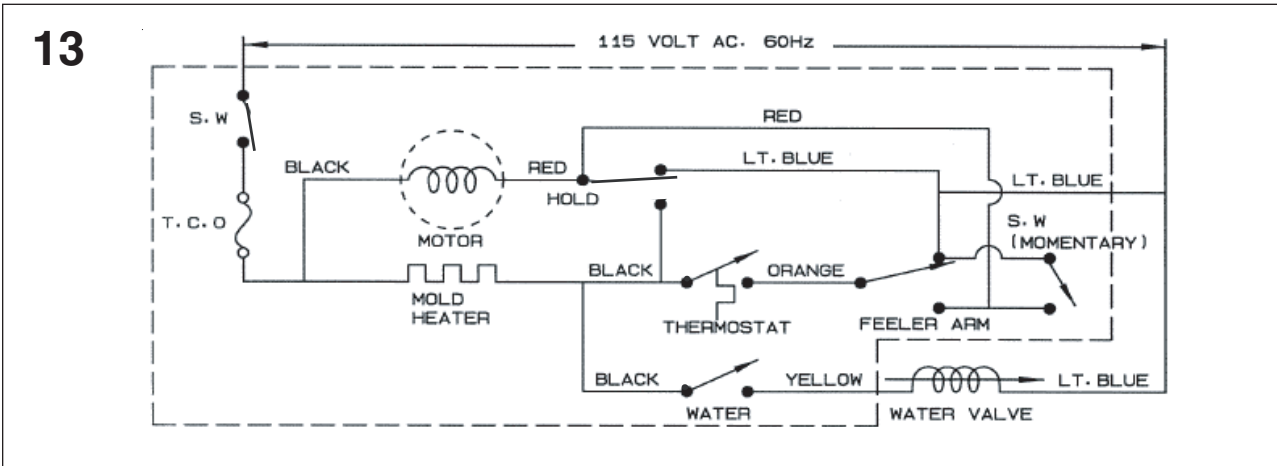 13
115 VOLT AC. 60Hz
S.W
RED
BLACK
RED
LT.BLUE
LT.BLUE
HOLD
T.C.O
S.W
(MOMENTARY)
MOTOR
BLACK
ORANGE
MOLD
HEATER
THERMOSTAT
FEELER ARM
BLACK
YELLOW
LT.BLUE
WATER
WATER VALVE